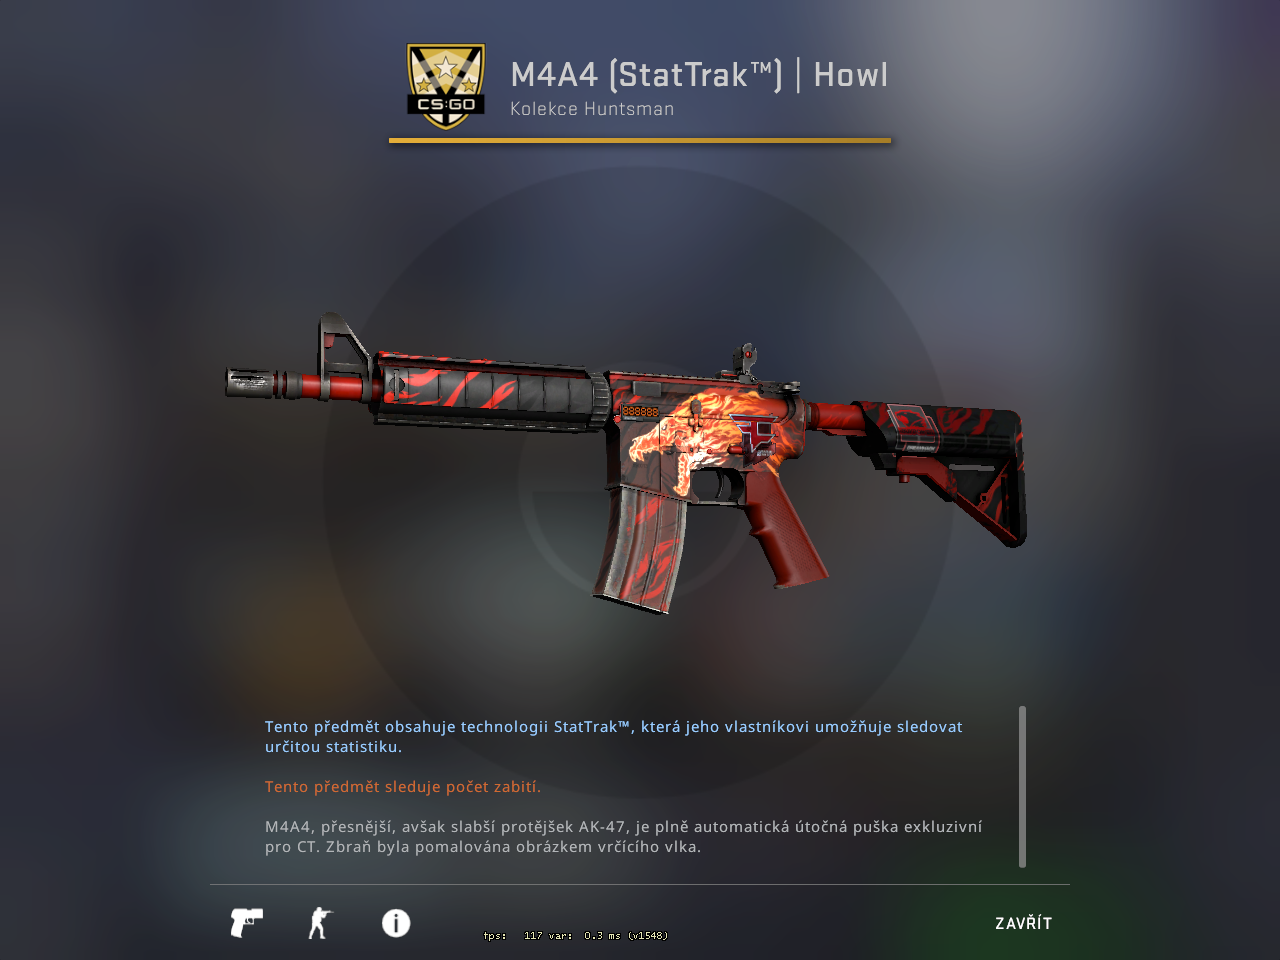 M4A4 (StatTrak™) | Howl
Kolekce Huntsman
CS:GO
888888
Tento předmět obsahuje technologii StatTrak™, která jeho vlastníkovi umožňuje sledovat
určitou statistiku.
Tento předmět sleduje počet zabití.
M4A4, přesnější, avšak slabší protějšek AK-47, je plně automatická útočná puška exkluzivní
pro CT. Zbraň byla pomalována obrázkem vrčícího vlka.
ZAVŘÍT
fps: 117 var: 0.3 ms (v1548)